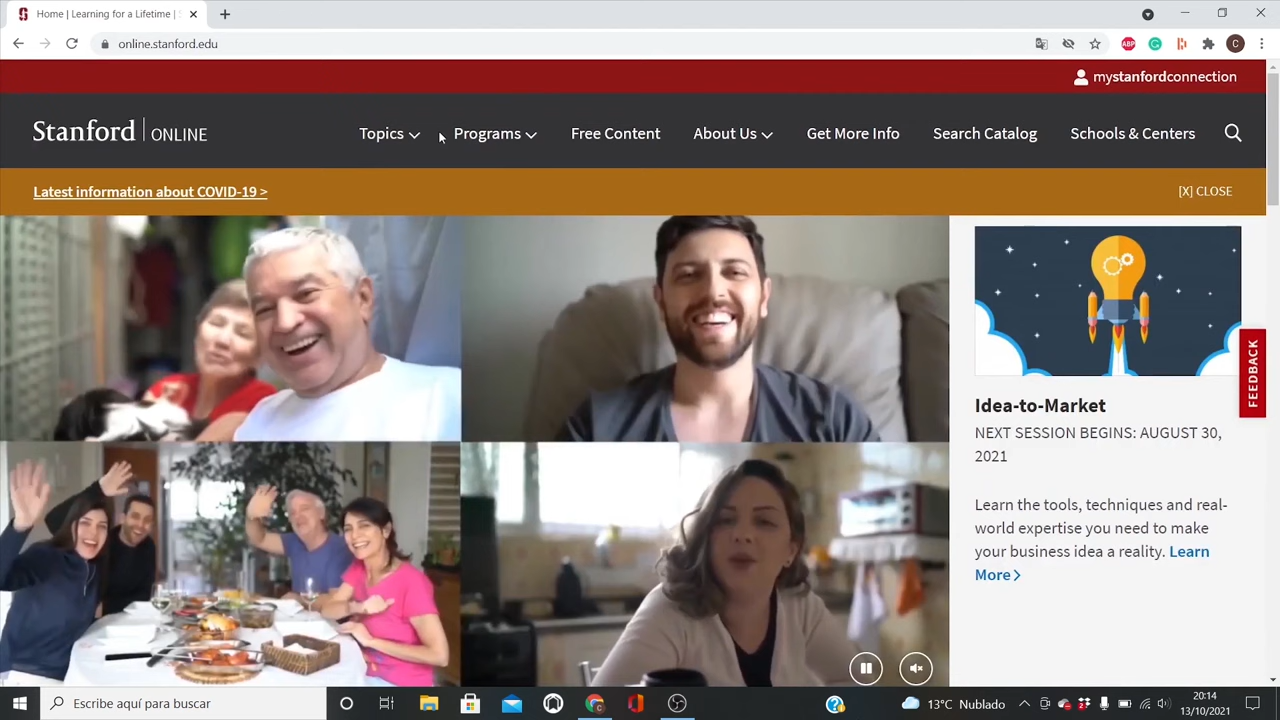 Home | Learning for a Lifetime |
online.stanford.edu
ABP
C
mystanfordconnection
Stanford | ONLINE
Topics
Programs
Free Content
About Us
Get More Info
Search Catalog
Schools & Centers
Latest information about COVID-19 >
[X] CLOSE
FEEDBACK
Idea-to-Market
NEXT SESSION BEGINS: AUGUST 30,
2021
Learn the tools, techniques and real-
world expertise you need to make
your business idea a reality. Learn
More >
Escribe aquí para buscar
13°C Nublado
20:14
13/10/2021